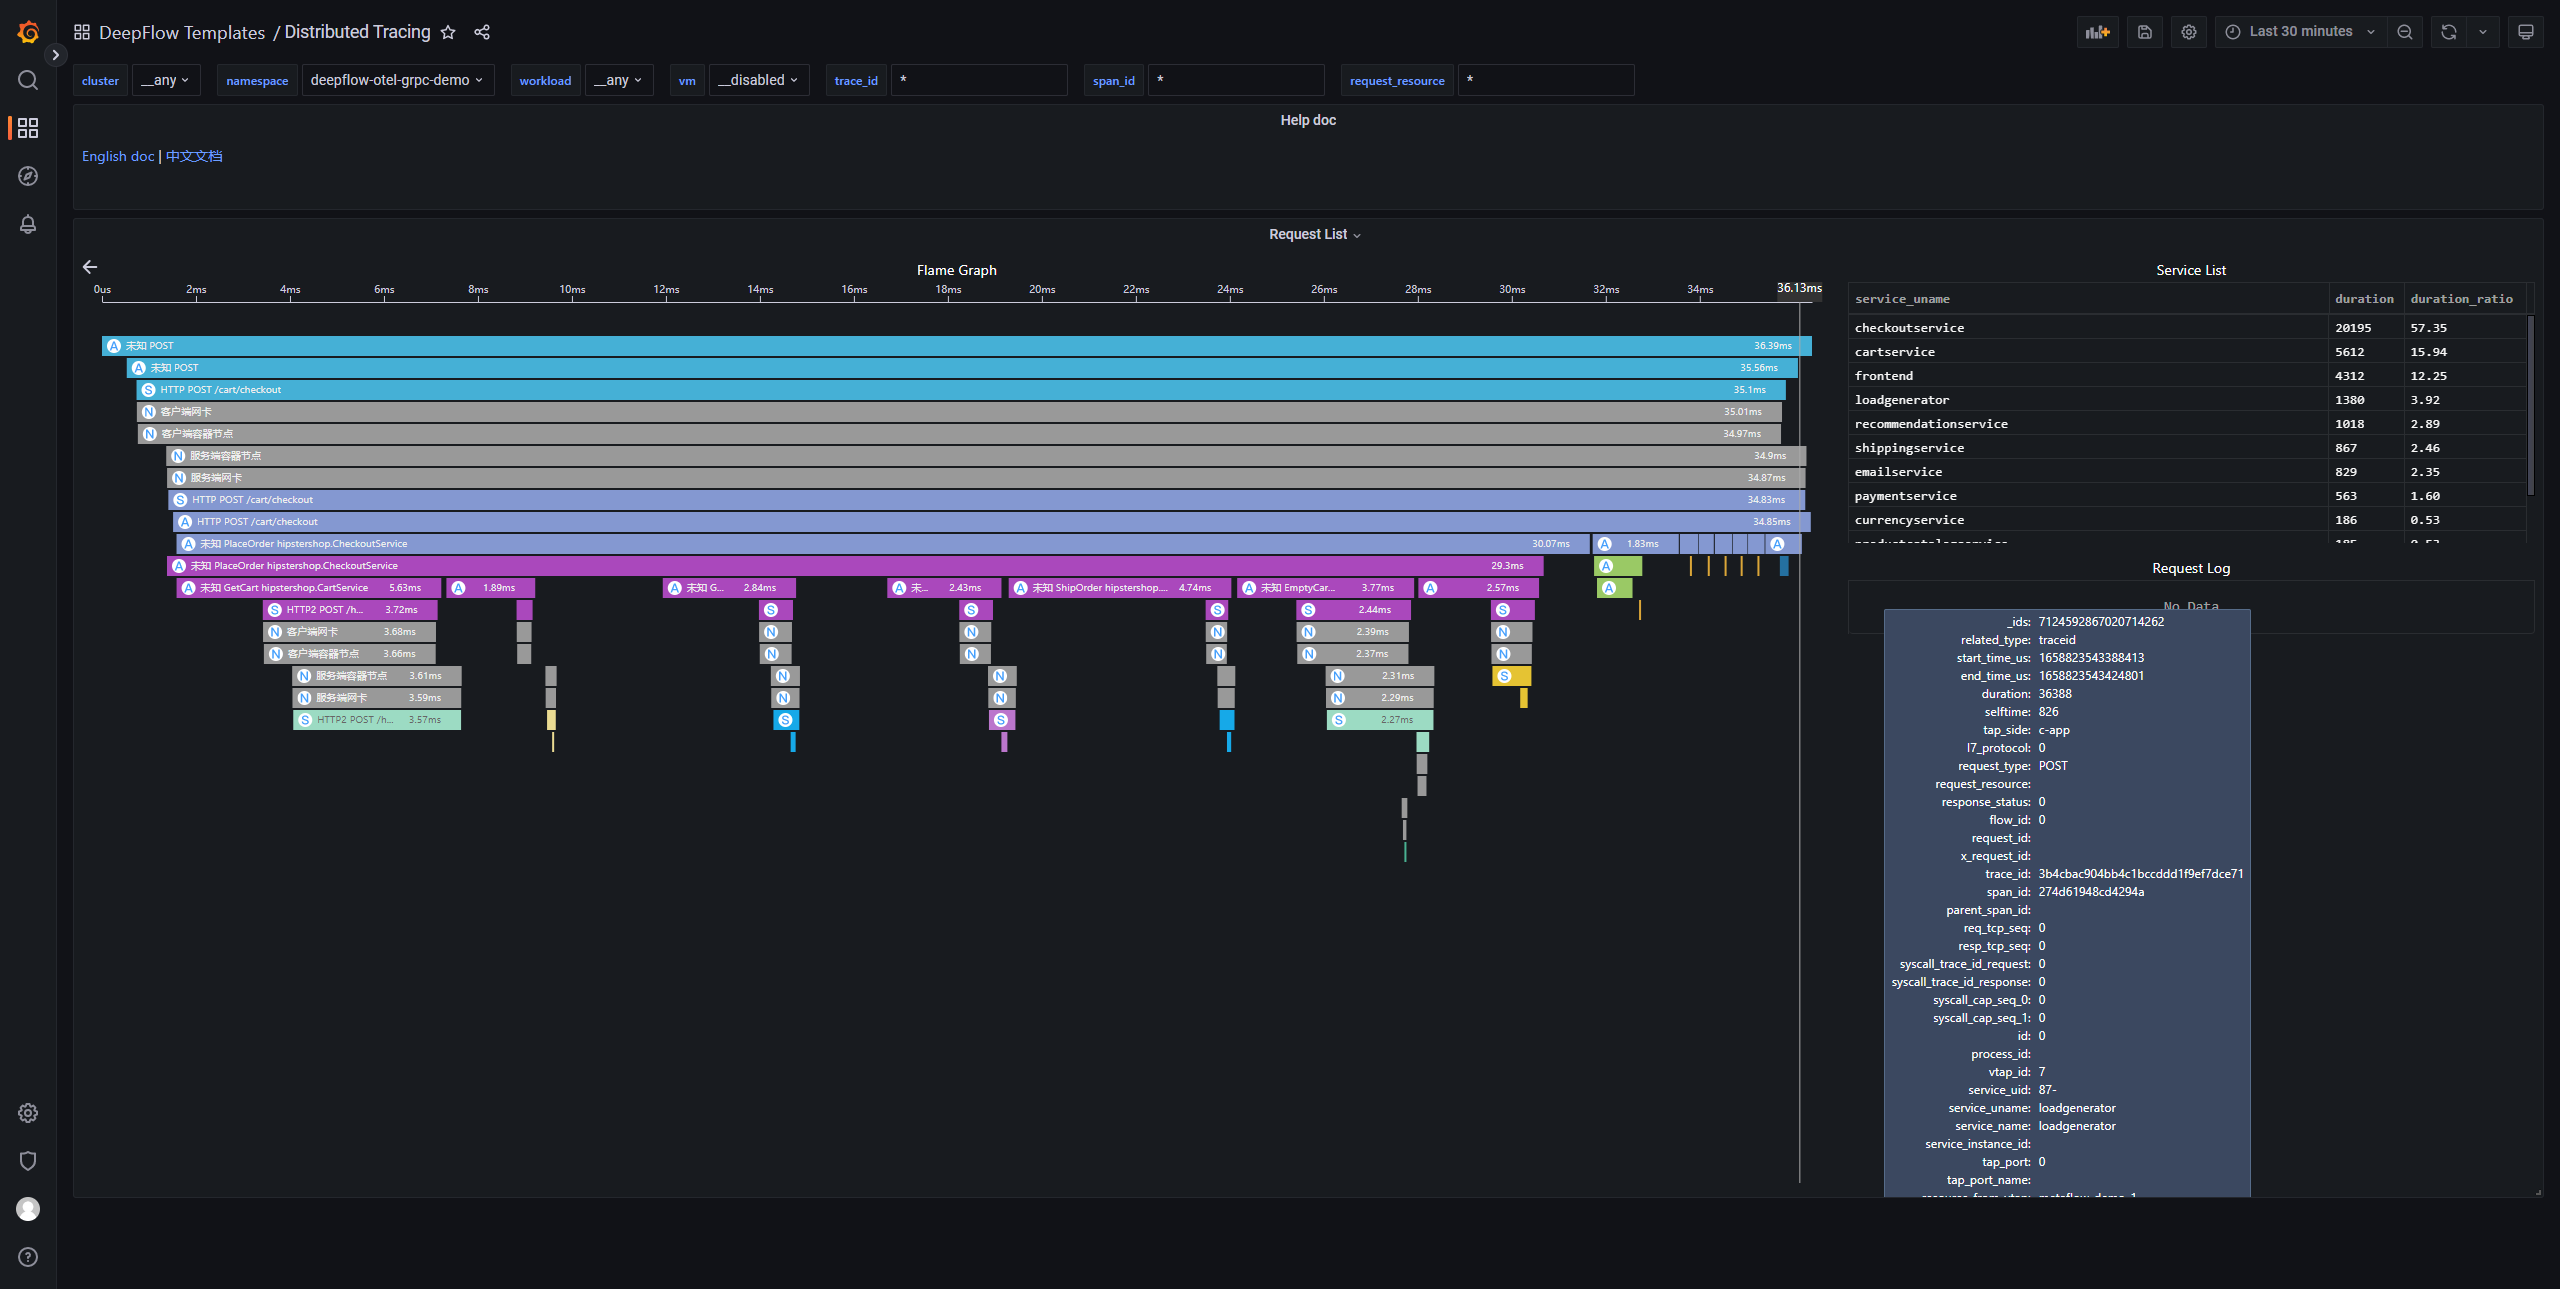 DeepFlow Templates / Distributed Tracing
Last 30 minutes
cluster __any namespace deepflow-otel-grpc-demo workload __any vm __disabled trace_id * span_id * request_resource *
Help doc
English doc | 中文文档
Request List
Flame Graph
0us 2ms 4ms 6ms 8ms 10ms 12ms 14ms 16ms 18ms 20ms 22ms 24ms 26ms 28ms 30ms 32ms 34ms 36.13ms
A 未知 POST 36.39ms
A 未知 POST 35.56ms
S HTTP POST /cart/checkout 35.1ms
N 客户端网卡 35.01ms
N 客户端容器节点 34.97ms
N 服务端容器节点 34.9ms
N 服务端网卡 34.87ms
S HTTP POST /cart/checkout 34.83ms
A HTTP POST /cart/checkout 34.85ms
A 未知 PlaceOrder hipstershop.CheckoutService 30.07ms A 1.83ms A
A 未知 PlaceOrder hipstershop.CheckoutService 29.3ms A
A 未知 GetCart hipstershop.CartService 5.63ms A 1.89ms A 未知 G... 2.84ms A 未... 2.43ms A 未知 ShipOrder hipstershop.... 4.74ms A 未知 EmptyCar... 3.77ms A 2.57ms A
S HTTP2 POST /h... 3.72ms S S S S 2.44ms S
N 客户端网卡 3.68ms N N N N 2.39ms N
N 客户端容器节点 3.66ms N N N N 2.37ms N
N 服务端容器节点 3.61ms N N N 2.31ms S
N 服务端网卡 3.59ms N N N 2.29ms
S HTTP2 POST /h... 3.57ms S S S 2.27ms
Service List
service_uname duration duration_ratio
checkoutservice 20195 57.35
cartservice 5612 15.94
frontend 4312 12.25
loadgenerator 1380 3.92
recommendationservice 1018 2.89
shippingservice 867 2.46
emailservice 829 2.35
paymentservice 563 1.60
currencyservice 186 0.53
Request Log
No Data
_ids: 7124592867020714262
related_type: traceid
start_time_us: 1658823543388413
end_time_us: 1658823543424801
duration: 36388
selftime: 826
tap_side: c-app
l7_protocol: 0
request_type: POST
request_resource:
response_status: 0
flow_id: 0
request_id:
x_request_id:
trace_id: 3b4cbac904bb4c1bccddd1f9ef7dce71
span_id: 274d61948cd4294a
parent_span_id:
req_tcp_seq: 0
resp_tcp_seq: 0
syscall_trace_id_request: 0
syscall_trace_id_response: 0
syscall_cap_seq_0: 0
syscall_cap_seq_1: 0
id: 0
process_id:
vtap_id: 7
service_uid: 87-
service_uname: loadgenerator
service_name: loadgenerator
service_instance_id:
tap_port: 0
tap_port_name: